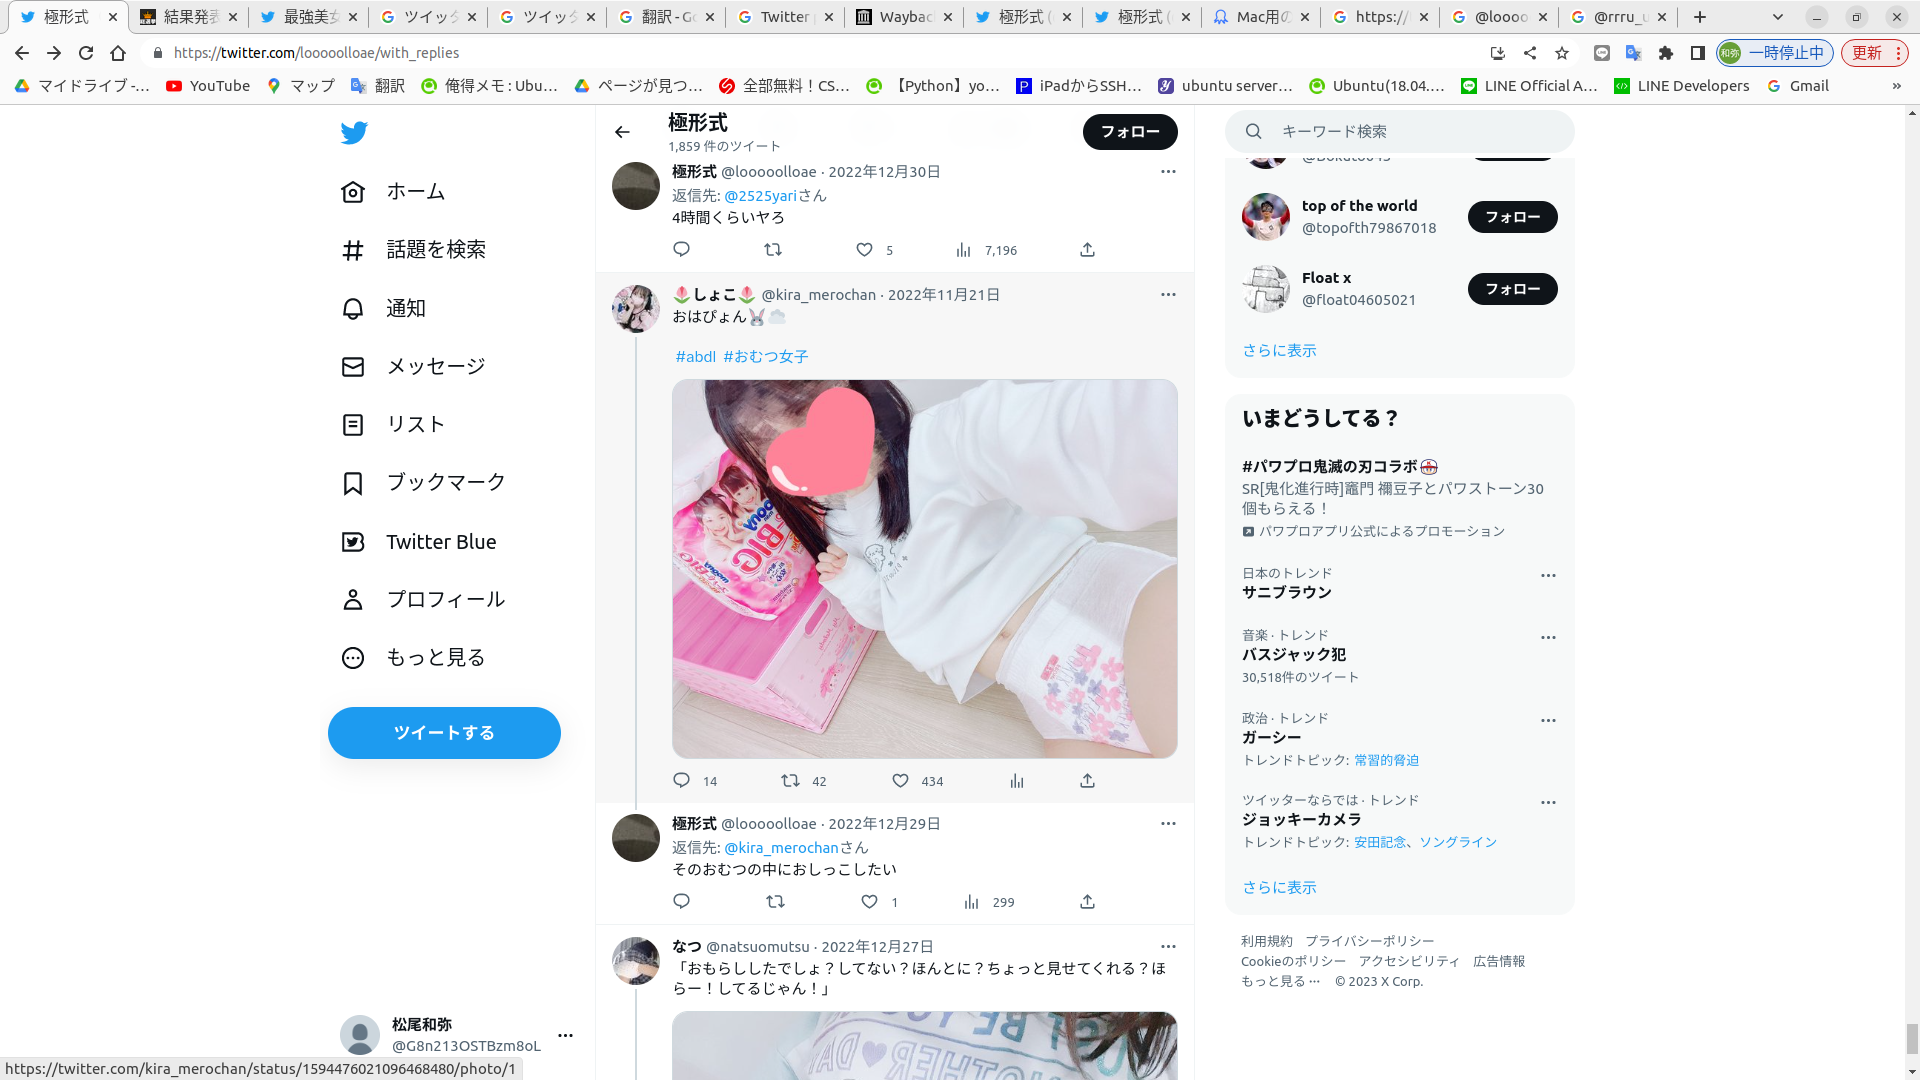 極形式
結果発表
最強美女
ツイッタ
ツイッタ
翻訳 - Go
Twitter p
Wayback
極形式 (
極形式 (
Mac用の
https://t
@loooo
@rrru_u
https://twitter.com/looooolloae/with_replies
一時停止中
更新
マイドライブ -…
YouTube
マップ
翻訳
俺得メモ : Ubu…
ページが見つ…
全部無料！CS…
【Python】yo…
iPadからSSH…
ubuntu server…
Ubuntu(18.04.…
LINE Official A…
LINE Developers
Gmail
»
ホーム
話題を検索
通知
メッセージ
リスト
ブックマーク
Twitter Blue
プロフィール
もっと見る
ツイートする
松尾和弥
@G8n213OSTBzm8oL
https://twitter.com/kira_merochan/status/1594476021096468480/photo/1
極形式
1,859 件のツイート
フォロー
極形式 @looooolloae · 2022年12月30日
返信先: @2525yariさん
4時間くらいヤろ
5 7,196
しょこ @kira_merochan · 2022年11月21日
おはぴょん
#abdl #おむつ女子
moony
BIG
14 42 434
極形式 @looooolloae · 2022年12月29日
返信先: @kira_merochanさん
そのおむつの中におしっこしたい
1 299
なつ @natsuomutsu · 2022年12月27日
「おもらししたでしょ？してない？ほんとに？ちょっと見せてくれる？ほ
らー！してるじゃん！」
キーワード検索
top of the world
@topofth79867018
フォロー
Float x
@float04605021
フォロー
さらに表示
いまどうしてる？
#パワプロ鬼滅の刃コラボ
SR[鬼化進行時]竈門 禰豆子とパワストーン30
個もらえる！
パワプロアプリ公式によるプロモーション
日本のトレンド
サニブラウン
音楽 · トレンド
バスジャック犯
30,518件のツイート
政治 · トレンド
ガーシー
トレンドトピック: 常習的脅迫
ツイッターならでは · トレンド
ジョッキーカメラ
トレンドトピック: 安田記念、ソングライン
さらに表示
利用規約 プライバシーポリシー
Cookieのポリシー アクセシビリティ 広告情報
もっと見る ··· © 2023 X Corp.